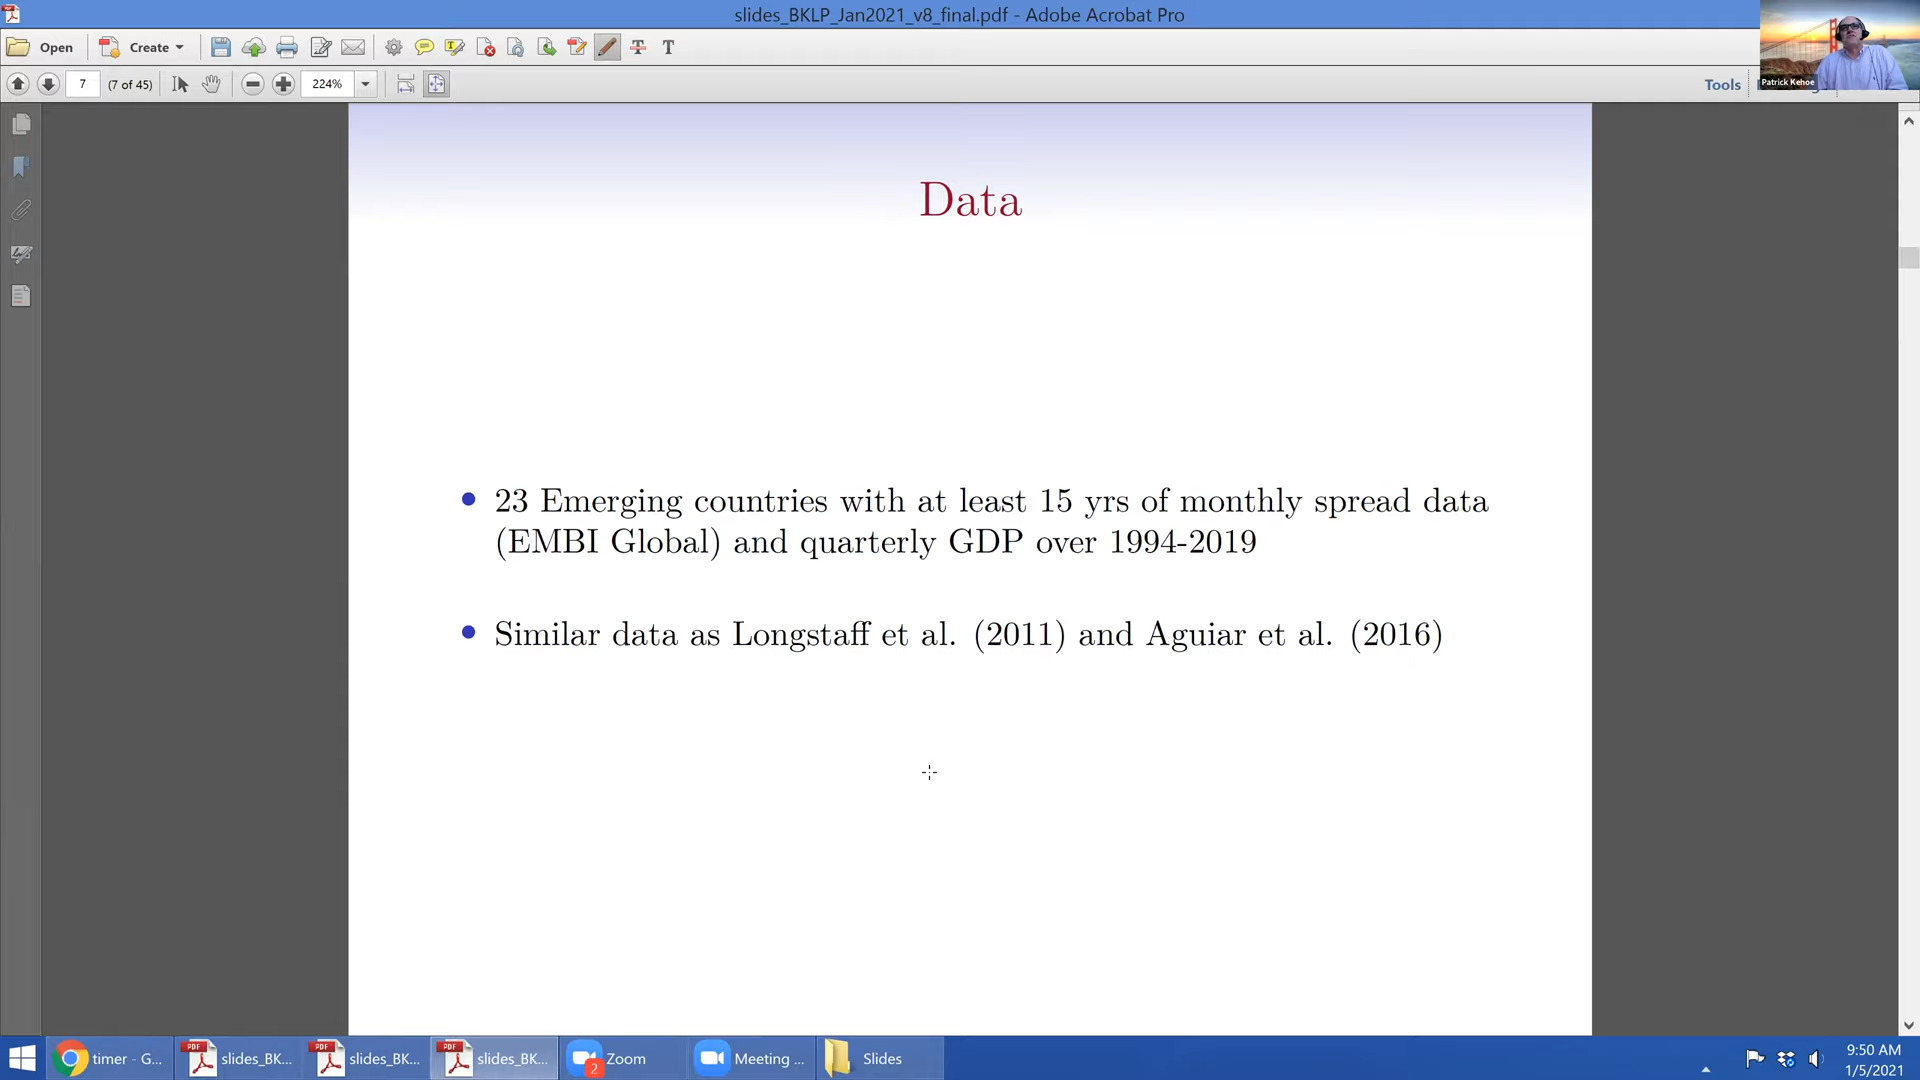 slides_BKLP_Jan2021_v8_final.pdf - Adobe Acrobat Pro
Open
Create
7
(7 of 45)
224%
Tools
Patrick Kehoe
Data
23 Emerging countries with at least 15 yrs of monthly spread data
(EMBI Global) and quarterly GDP over 1994-2019
Similar data as Longstaff et al. (2011) and Aguiar et al. (2016)
timer - G...
slides_BK...
slides_BK...
slides_BK...
2
Zoom
Meeting ...
Slides
9:50 AM
1/5/2021